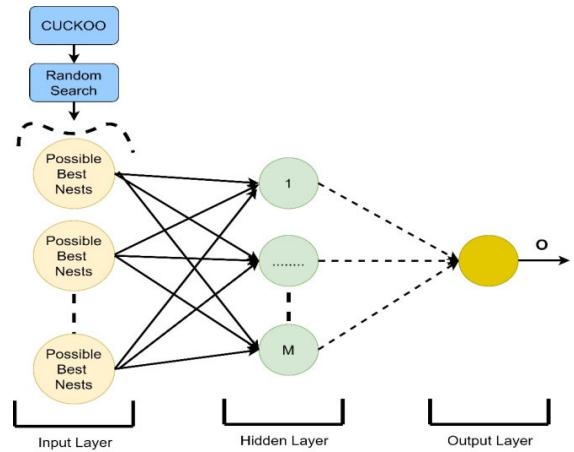 CUCKOO
Random
Search
Possible
Best
Nests
Possible
Best
Nests
Possible
Best
Nests
1
........
M
O
Input Layer
Hidden Layer
Output Layer